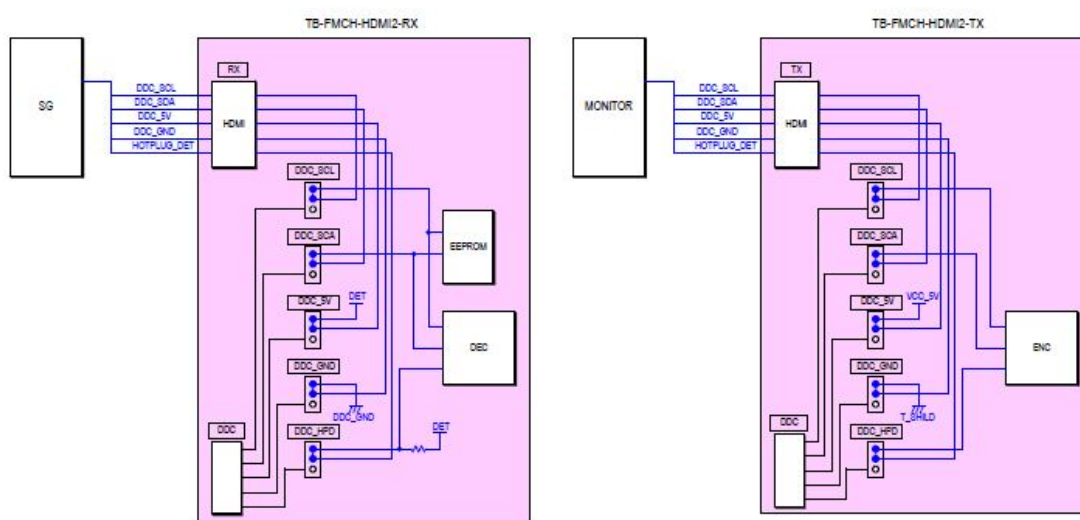 TB-FMCH-HDMI2-RX
SG
DDC_SCL
DDC_SDA
DDC_5V
DDC_GND
HOTPLUG_DET
RX
HDMI
DDC_SCL
DDC_SCA
EEPROM
DDC_5V
DET
DEC
DDC_GND
DDC_GND
DDC
DDC_HPD
DET
TB-FMCH-HDMI2-TX
MONITOR
DDC_SCL
DDC_SDA
DDC_5V
DDC_GND
HOTPLUG_DET
TX
HDMI
DDC_SCL
DDC_SCA
DDC_5V
VCC_5V
ENC
DDC_GND
T_SHILD
DDC
DDC_HPD